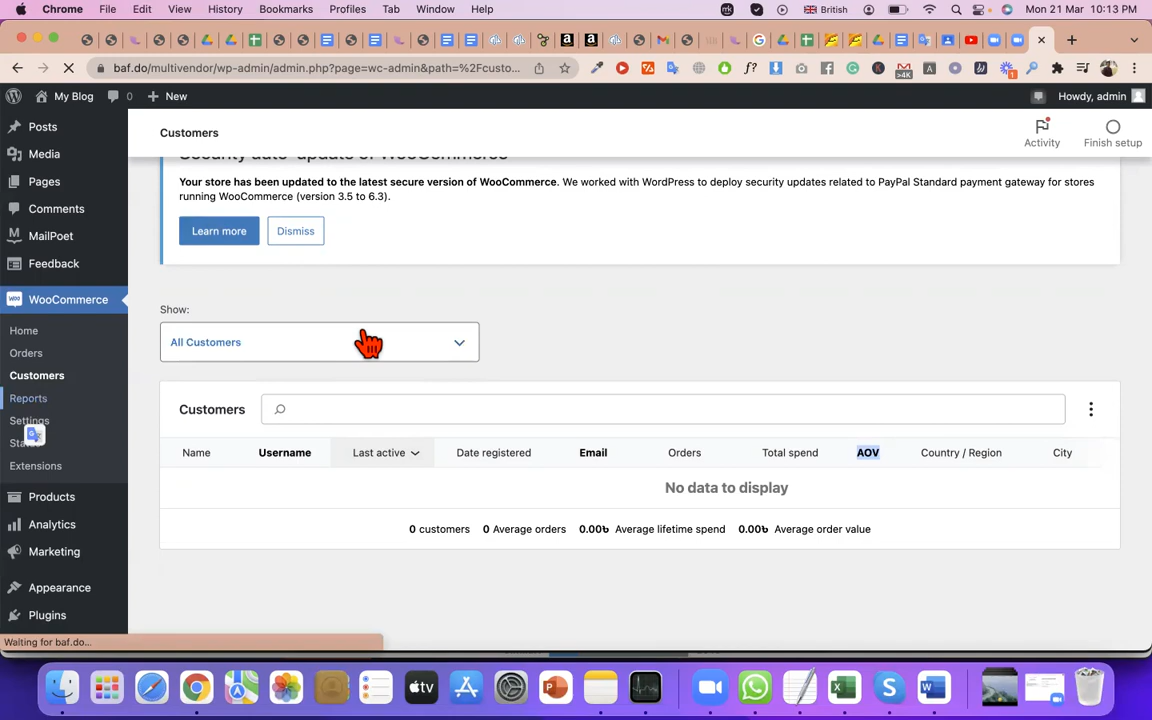 Chrome File Edit View History Bookmarks Profiles Tab Window Help British Mon 21 Mar 10:13 PM
baf.do/multivendor/wp-admin/admin.php?page=wc-admin&path=%2Fcusto...
My Blog 0 New Howdy, admin
Posts
Media
Pages
Comments
MailPoet
Feedback
WooCommerce
Home
Orders
Customers
Reports
Settings
Extensions
Products
Analytics
Marketing
Appearance
Plugins
Customers
Activity
Finish setup
Security auto-update of WooCommerce
Your store has been updated to the latest secure version of WooCommerce. We worked with WordPress to deploy security updates related to PayPal Standard payment gateway for stores
running WooCommerce (version 3.5 to 6.3).
Learn more Dismiss
Show:
All Customers
Customers
Name Username Last active Date registered Email Orders Total spend AOV Country / Region City
No data to display
0 customers 0 Average orders 0.00৳ Average lifetime spend 0.00৳ Average order value
Waiting for baf.do...